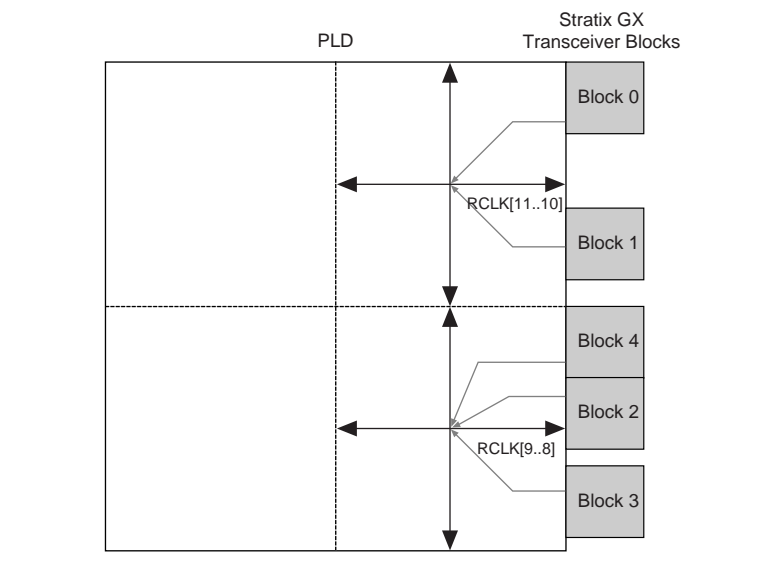 Stratix GX
Transceiver Blocks
PLD
Block 0
RCLK[11..10]
Block 1
Block 4
Block 2
RCLK[9..8]
Block 3